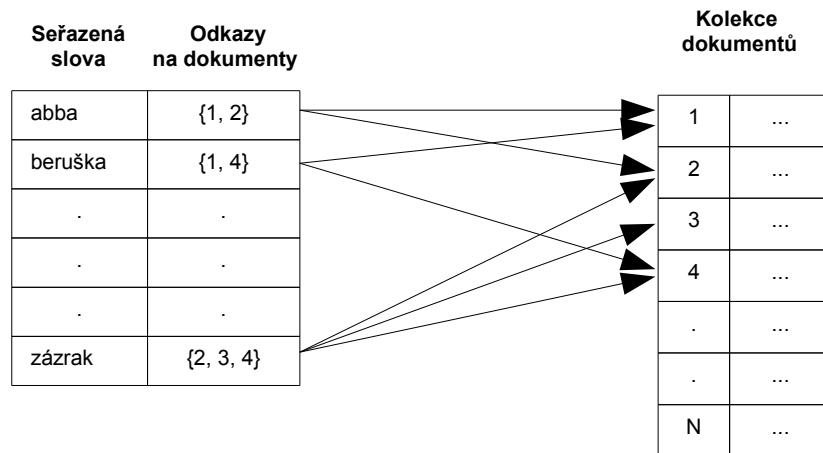 Seřazená
slova
Odkazy
na dokumenty
abba
{1, 2}
beruška
{1, 4}
.
.
.
.
.
.
zázrak
{2, 3, 4}
Kolekce
dokumentů
1
...
2
...
3
...
4
...
.
...
.
...
N
...